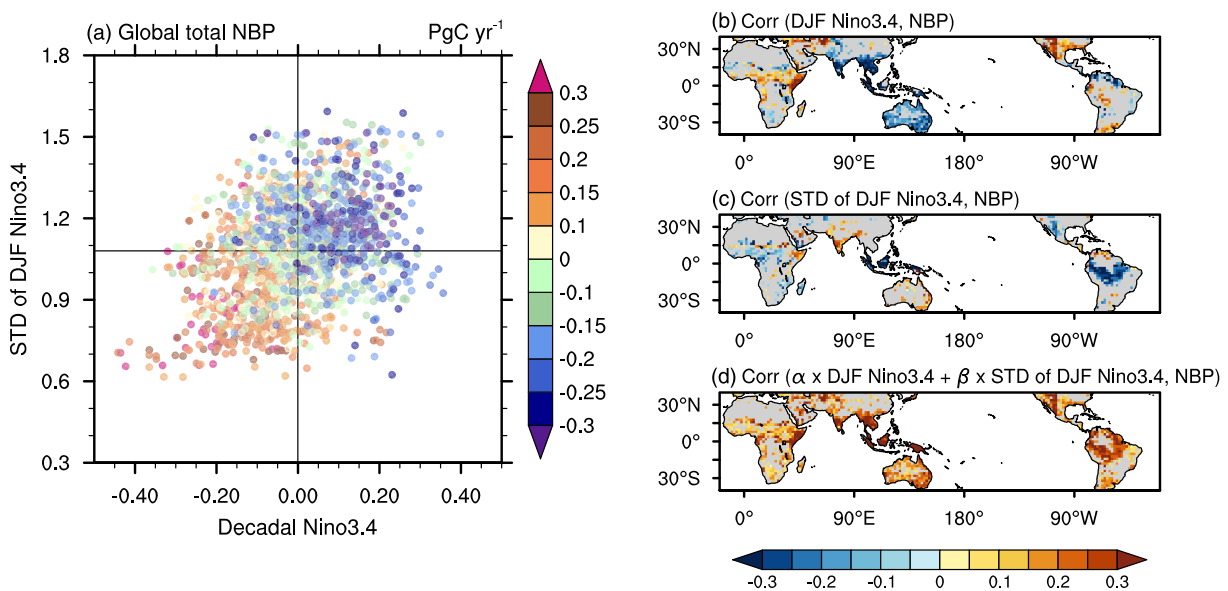 (a) Global total NBP PgC yr⁻¹
1.8
1.5
1.2
0.9
0.6
0.3
STD of DJF Nino3.4
-0.40 -0.20 0.00 0.20 0.40
Decadal Nino3.4
0.3
0.25
0.2
0.15
0.1
0
-0.1
-0.15
-0.2
-0.25
-0.3
(b) Corr (DJF Nino3.4, NBP)
30°N
0°
30°S
0° 90°E 180° 90°W
(c) Corr (STD of DJF Nino3.4, NBP)
30°N
0°
30°S
0° 90°E 180° 90°W
(d) Corr (α x DJF Nino3.4 + β x STD of DJF Nino3.4, NBP)
30°N
0°
30°S
0° 90°E 180° 90°W
-0.3 -0.2 -0.1 0 0.1 0.2 0.3